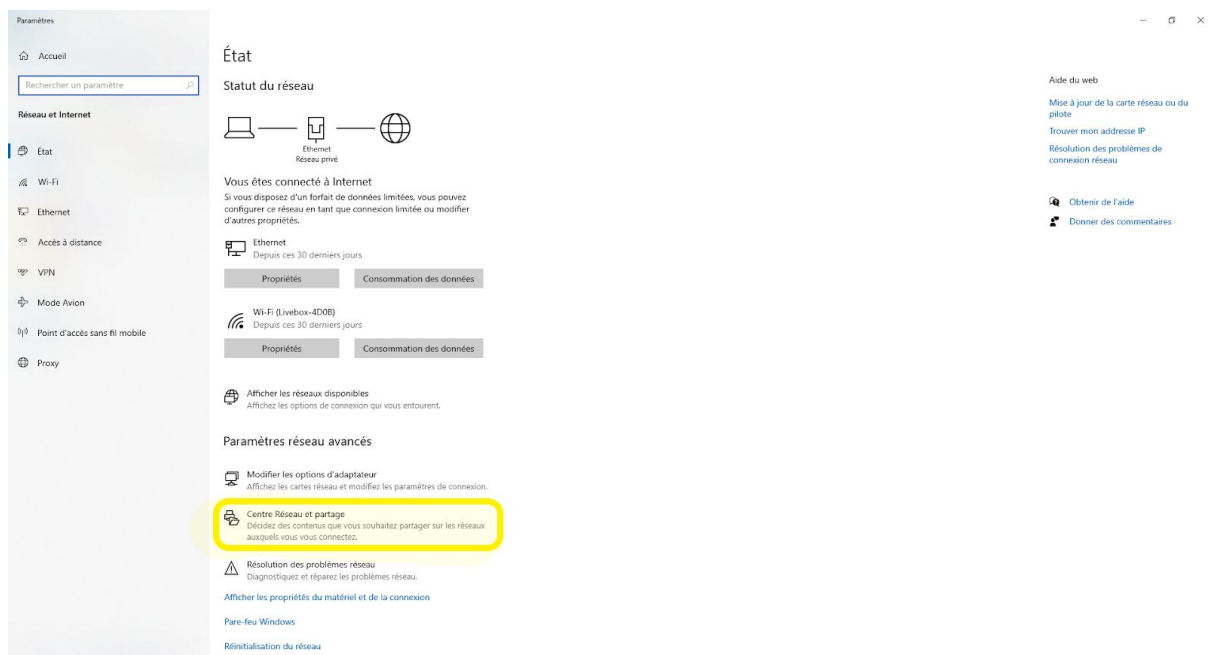 Paramètres
Accueil
Rechercher un paramètre
Réseau et Internet
État
Wi-Fi
Ethernet
Accès à distance
VPN
Mode Avion
Point d'accès sans fil mobile
Proxy
État
Statut du réseau
Ethernet
Réseau privé
Vous êtes connecté à Internet
Si vous disposez d'un forfait de données limitées, vous pouvez
configurer ce réseau en tant que connexion limitée ou modifier
d'autres propriétés.
Ethernet
Depuis ces 30 derniers jours
Propriétés
Consommation des données
Wi-Fi (Livebox-4D0B)
Depuis ces 30 derniers jours
Propriétés
Consommation des données
Afficher les réseaux disponibles
Affichez les options de connexion qui vous entourent.
Paramètres réseau avancés
Modifier les options d'adaptateur
Affichez les cartes réseau et modifiez les paramètres de connexion.
Centre Réseau et partage
Décidez des contenus que vous souhaitez partager sur les réseaux
auxquels vous vous connectez.
Résolution des problèmes réseau
Diagnostiquez et réparez les problèmes réseau.
Afficher les propriétés du matériel et de la connexion
Pare-feu Windows
Réinitialisation du réseau
Aide du web
Mise à jour de la carte réseau ou du
pilote
Trouver mon addresse IP
Résolution des problèmes de
connexion réseau
Obtenir de l'aide
Donner des commentaires